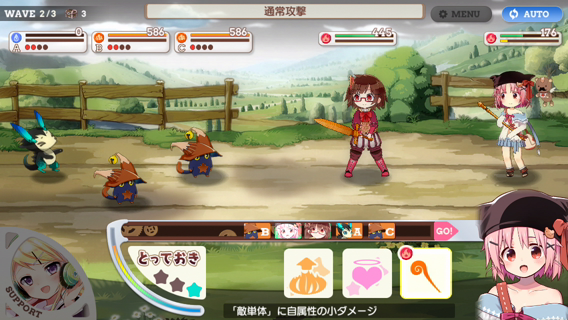 WAVE 2/3
3
通常攻撃
MENU
AUTO
0
A
586
B
586
C
445
176
B
A
C
GO!
とっておき
SUPPORT
「敵単体」に自属性の小ダメージ